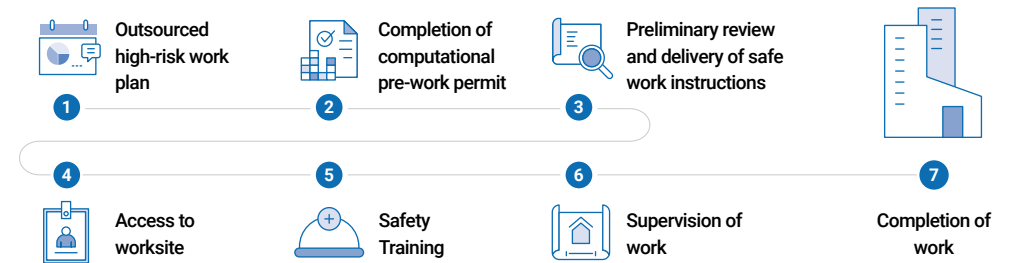 Outsourced
high-risk work
plan
1
Completion of
computational
pre-work permit
2
Preliminary review
and delivery of safe
work instructions
3
4
Access to
worksite
5
Safety
Training
6
Supervision of
work
7
Completion of
work